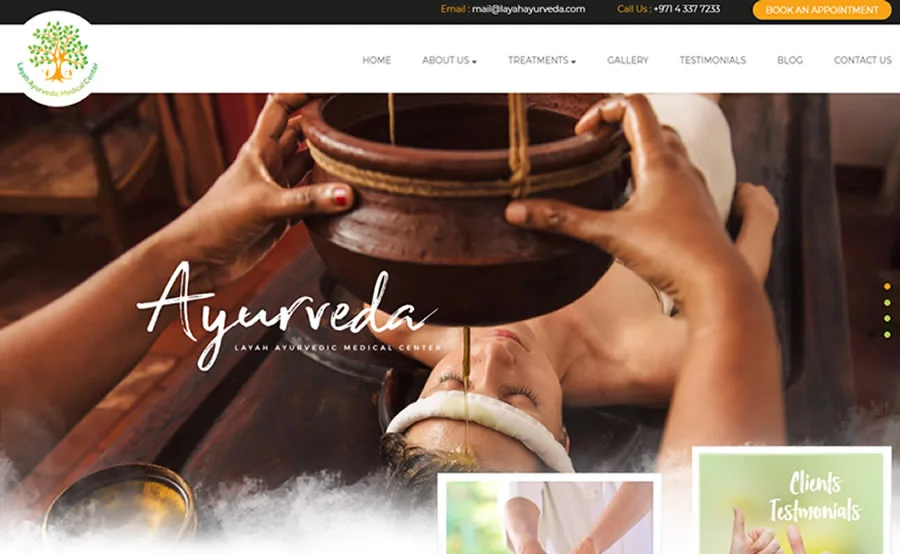 Email : mail@layahayurveda.com
Call Us : +971 4 337 7233
BOOK AN APPOINTMENT
Layah Ayurvedic Medical Center
HOME
ABOUT US
TREATMENTS
GALLERY
TESTIMONIALS
BLOG
CONTACT US
Ayurveda
LAYAH AYURVEDIC MEDICAL CENTER
Clients
Testmonials